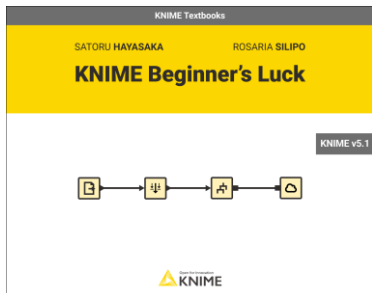 KNIME Textbooks
SATORU HAYASAKA ROSARIA SILIPO
KNIME Beginner's Luck
KNIME v5.1
Open for Innovation
KNIME